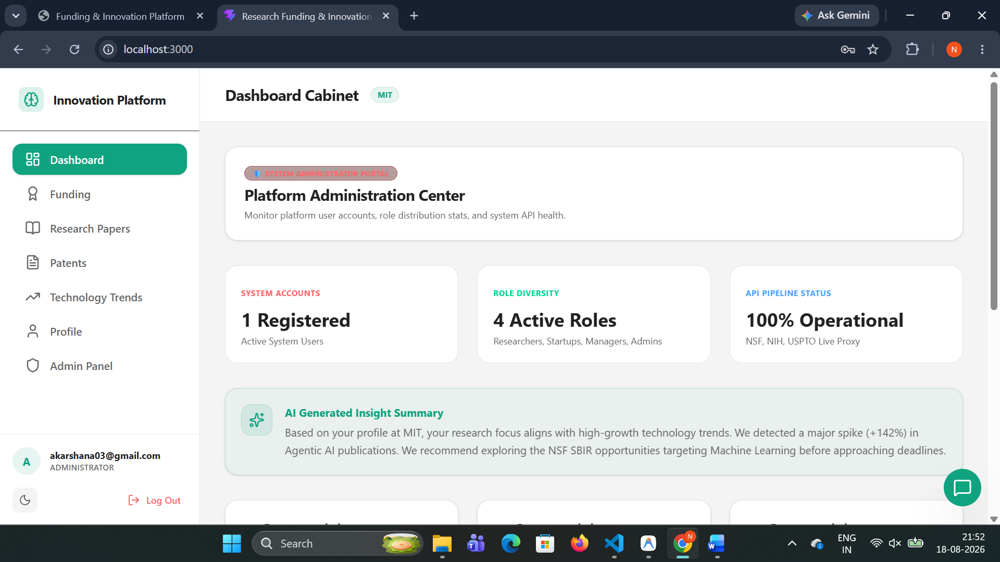 Funding & Innovation Platform
Research Funding & Innovation
Ask Gemini
localhost:3000
N
Innovation Platform
Dashboard
Funding
Research Papers
Patents
Technology Trends
Profile
Admin Panel
A
akarshana03@gmail.com
ADMINISTRATOR
Log Out
Dashboard Cabinet
MIT
SYSTEM ADMINISTRATOR PORTAL
Platform Administration Center
Monitor platform user accounts, role distribution stats, and system API health.
SYSTEM ACCOUNTS
1 Registered
Active System Users
ROLE DIVERSITY
4 Active Roles
Researchers, Startups, Managers, Admins
API PIPELINE STATUS
100% Operational
NSF, NIH, USPTO Live Proxy
AI Generated Insight Summary
Based on your profile at MIT, your research focus aligns with high-growth technology trends. We detected a major spike (+142%) in
Agentic AI publications. We recommend exploring the NSF SBIR opportunities targeting Machine Learning before approaching deadlines.
Search
T
N
W
ENG
IN
21:52
18-08-2026